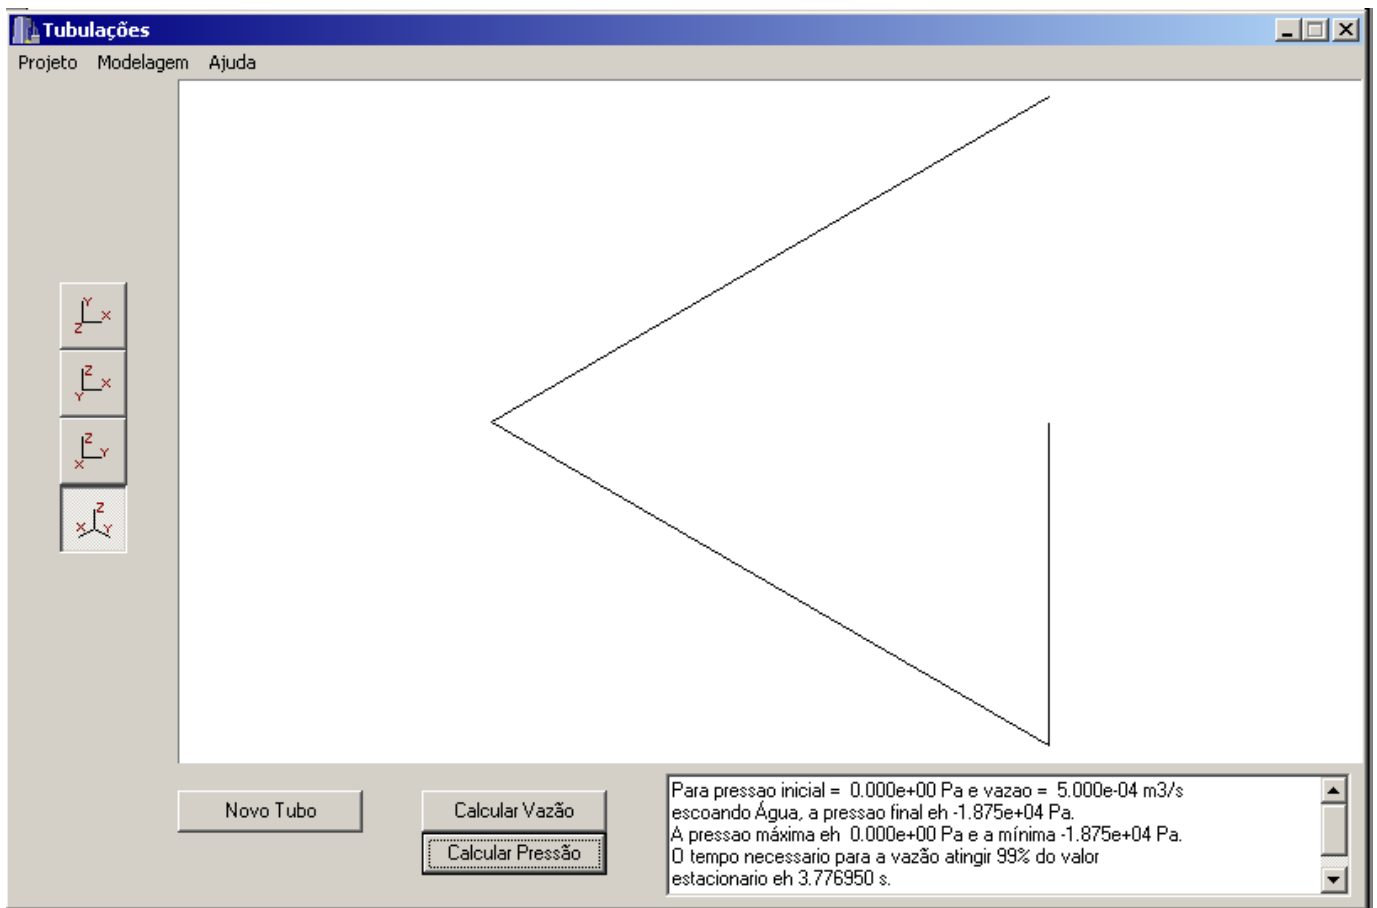 Tubulações
Projeto Modelagem Ajuda
Y
X
Z
Z
X
Y
Z
Y
X
Z
X
Y
Novo Tubo
Calcular Vazão
Calcular Pressão
Para pressao inicial = 0.000e+00 Pa e vazao = 5.000e-04 m3/s
escoando Água, a pressao final eh -1.875e+04 Pa.
A pressao máxima eh 0.000e+00 Pa e a mínima -1.875e+04 Pa.
O tempo necessario para a vazão atingir 99% do valor
estacionario eh 3.776950 s.